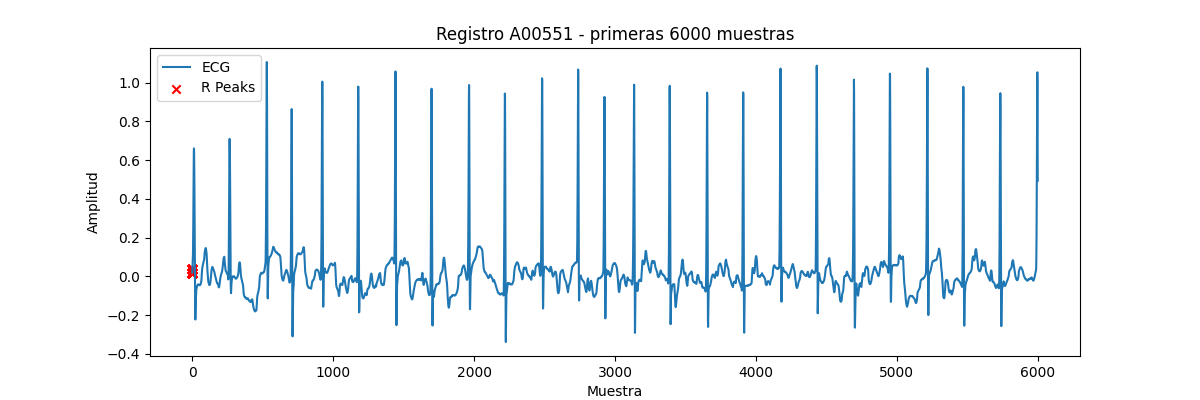 Registro A00551 - primeras 6000 muestras
ECG
R Peaks
1.0
0.8
0.6
0.4
0.2
0.0
−0.2
−0.4
Amplitud
0 1000 2000 3000 4000 5000 6000
Muestra